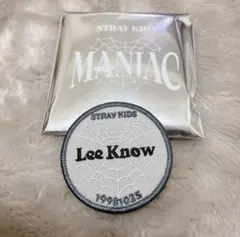 STRAY KIDS
MANIAC
STRAY KIDS
Lee Know
19981025